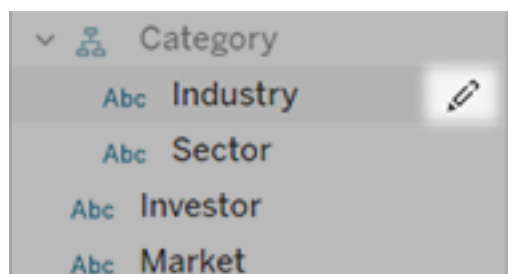 Category
Abc Industry
Abc Sector
Abc Investor
Abc Market